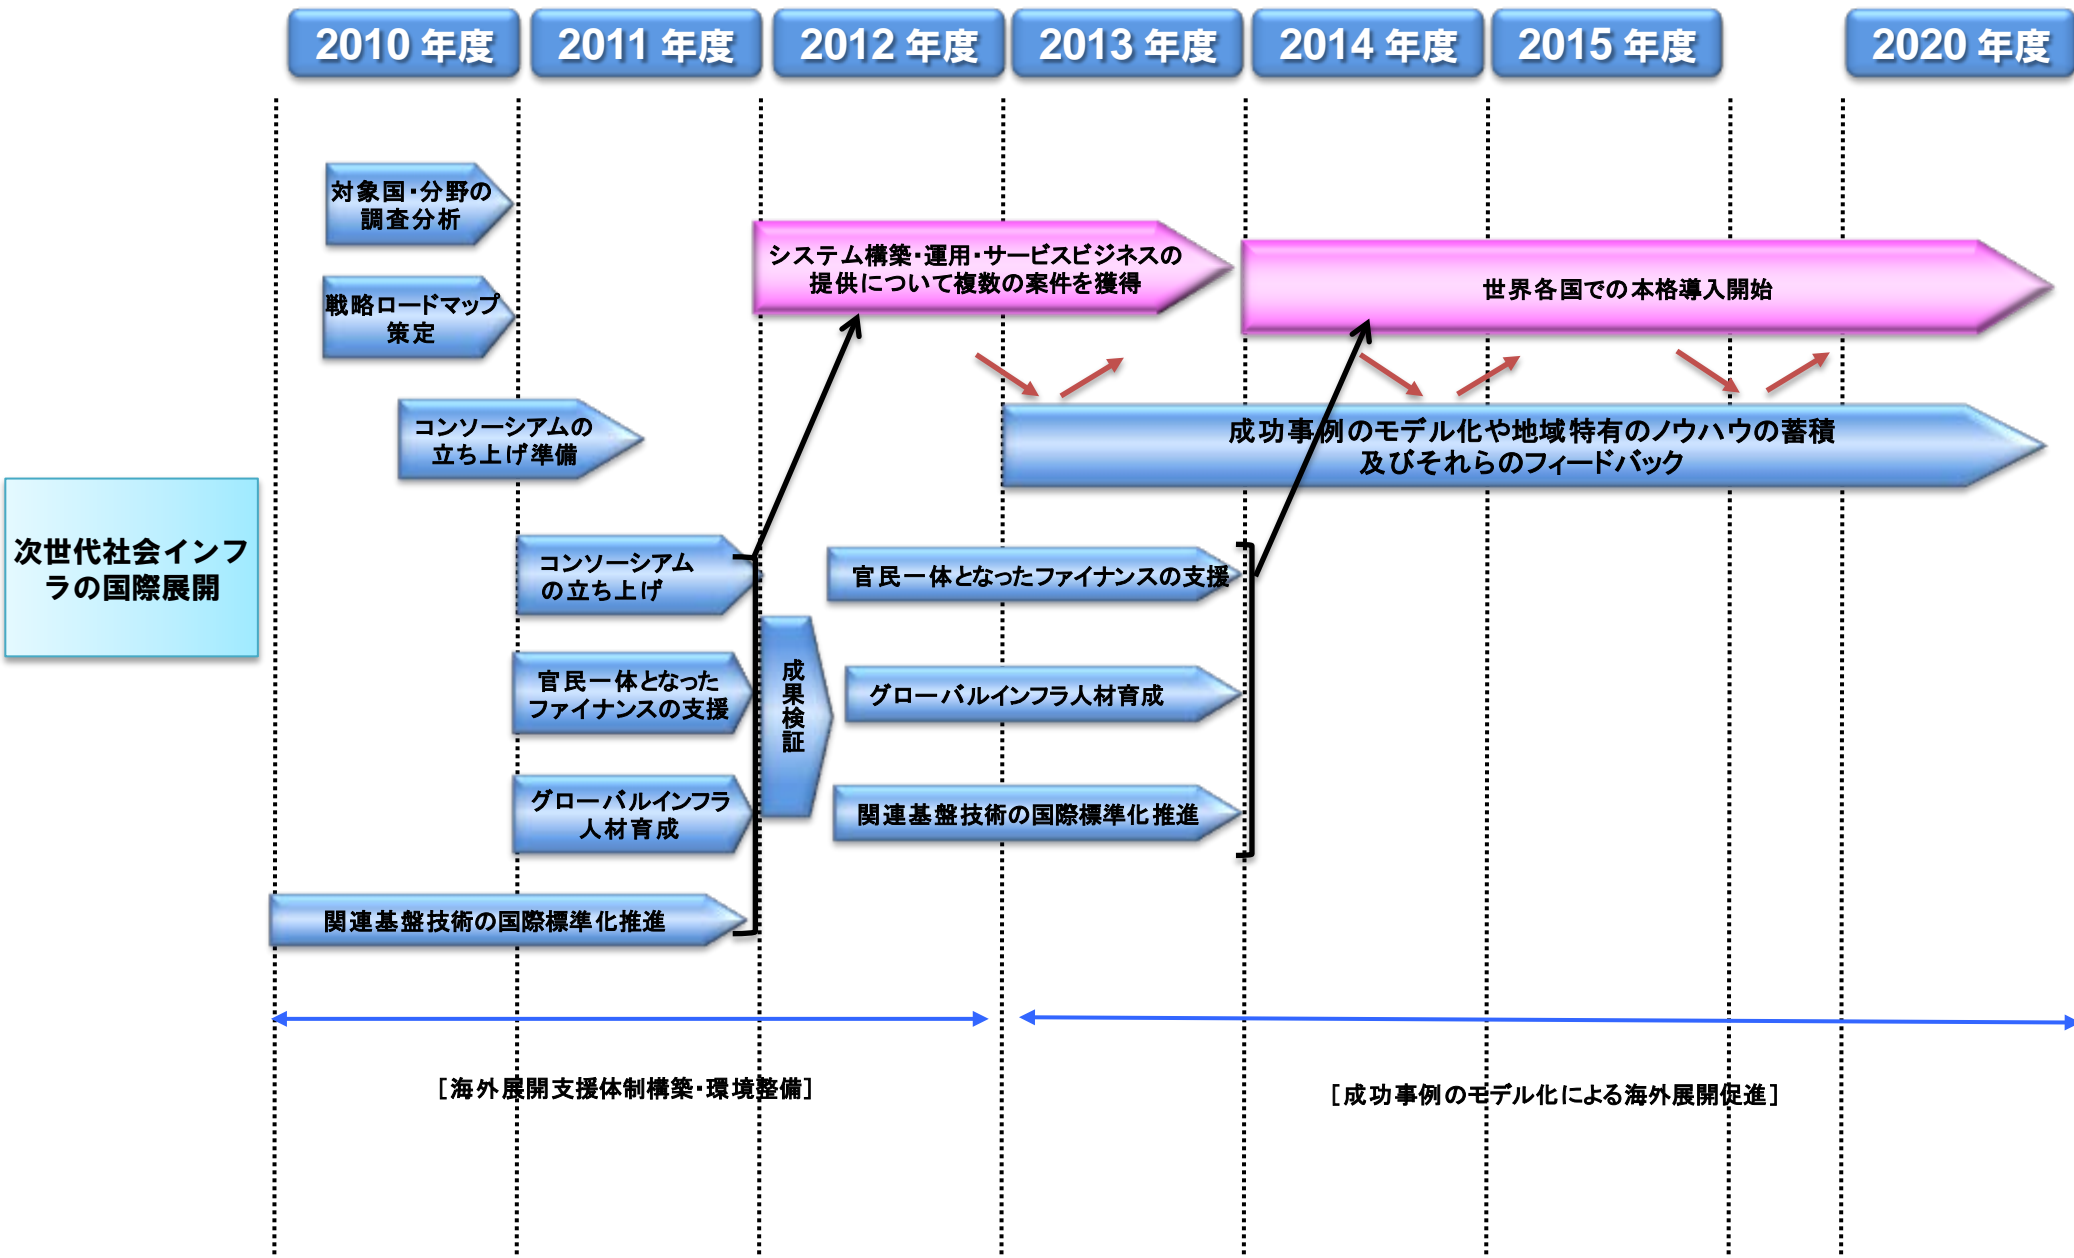 2010 年度
2011 年度
2012 年度
2013 年度
2014 年度
2015 年度
2020 年度
対象国・分野の
調査分析
戦略ロードマップ
策定
コンソーシアムの
立ち上げ準備
システム構築・運用・サービスビジネスの
提供について複数の案件を獲得
世界各国での本格導入開始
成功事例のモデル化や地域特有のノウハウの蓄積
及びそれらのフィードバック
次世代社会インフ
ラの国際展開
コンソーシアム
の立ち上げ
官民一体となった
ファイナンスの支援
グローバルインフラ
人材育成
関連基盤技術の国際標準化推進
成果検証
官民一体となったファイナンスの支援
グローバルインフラ人材育成
関連基盤技術の国際標準化推進
［海外展開支援体制構築・環境整備］
［成功事例のモデル化による海外展開促進］